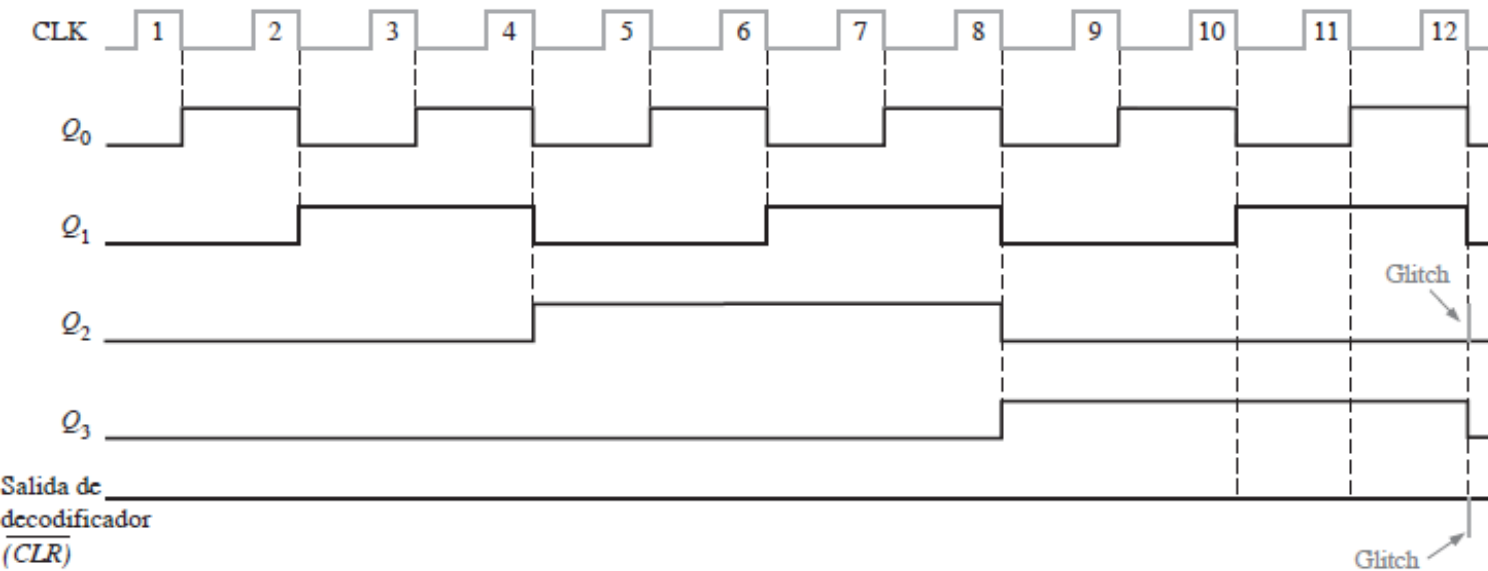 CLK 1 2 3 4 5 6 7 8 9 10 11 12
Q0
Q1
Glitch
Q2
Q3
Salida de
decodificador
(CLR)
Glitch